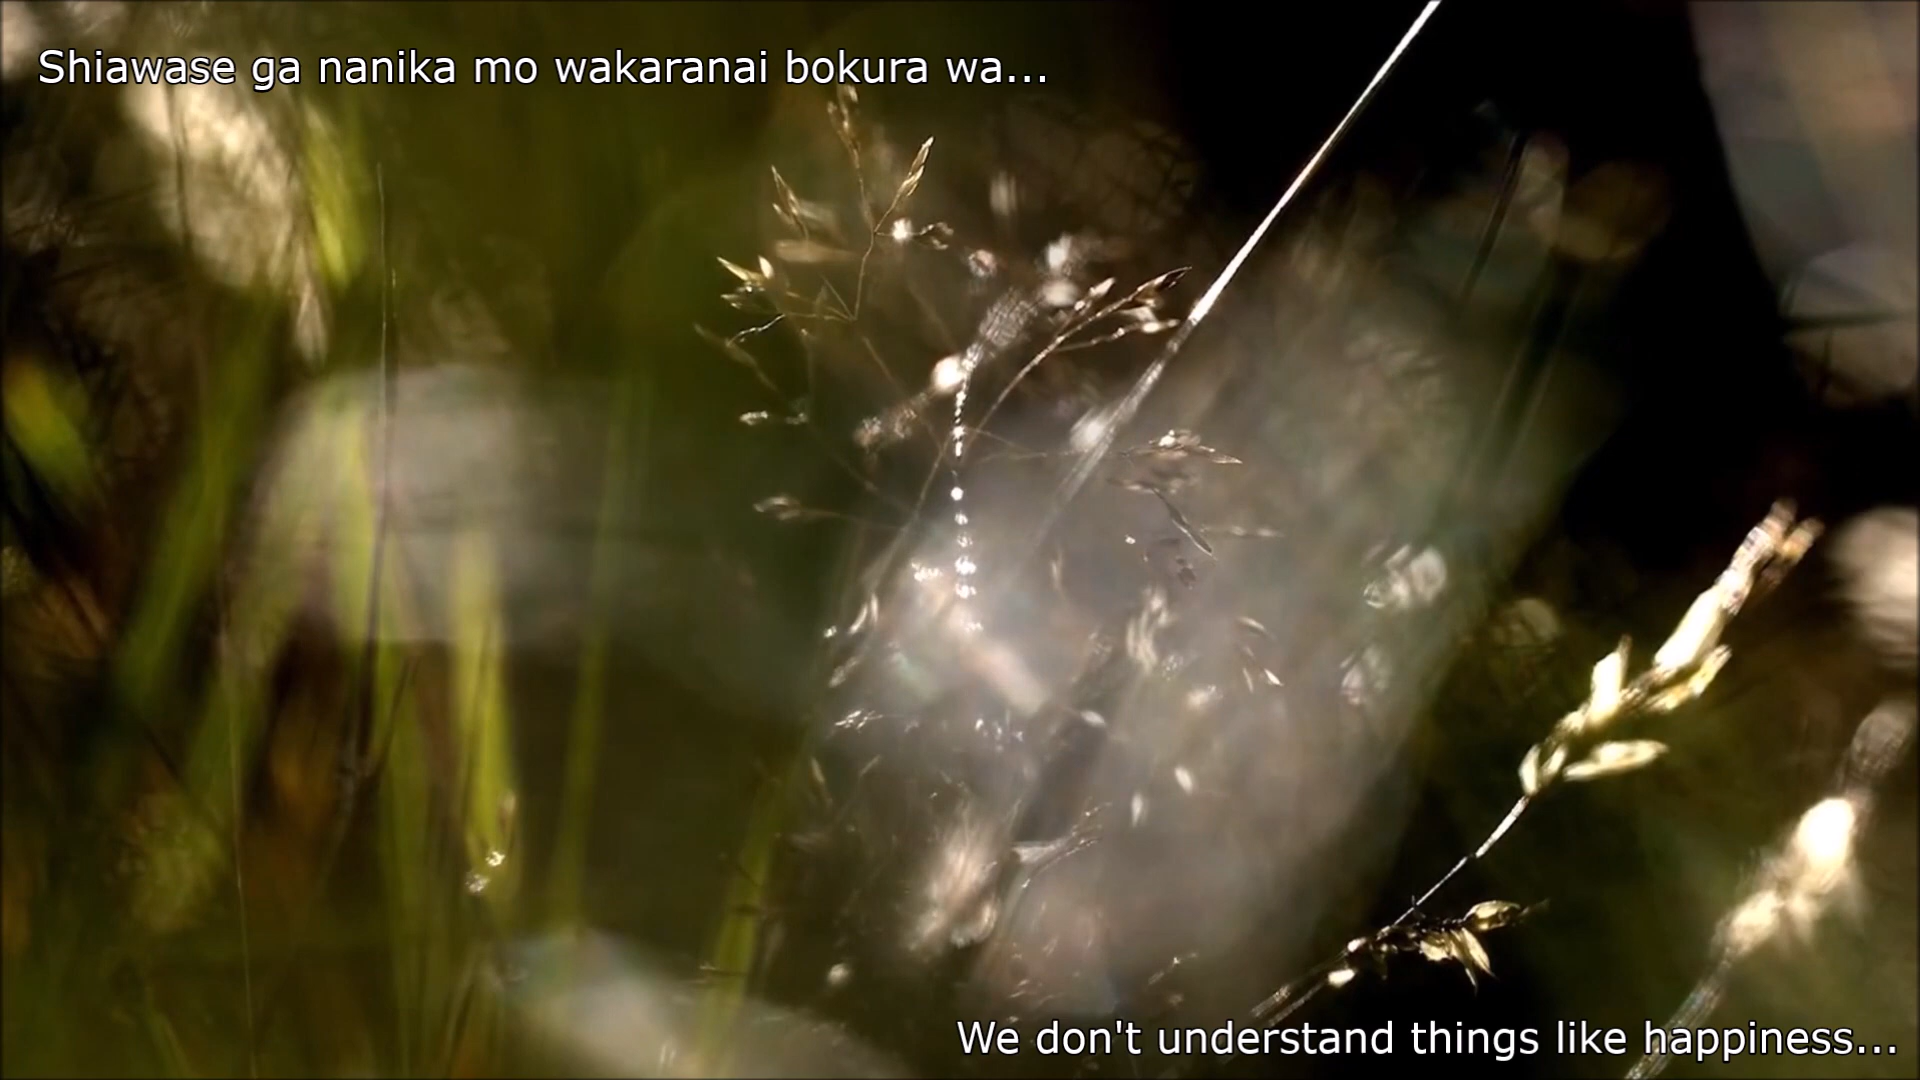 Shiawase ga nanika mo wakaranai bokura wa...
We don't understand things like happiness...